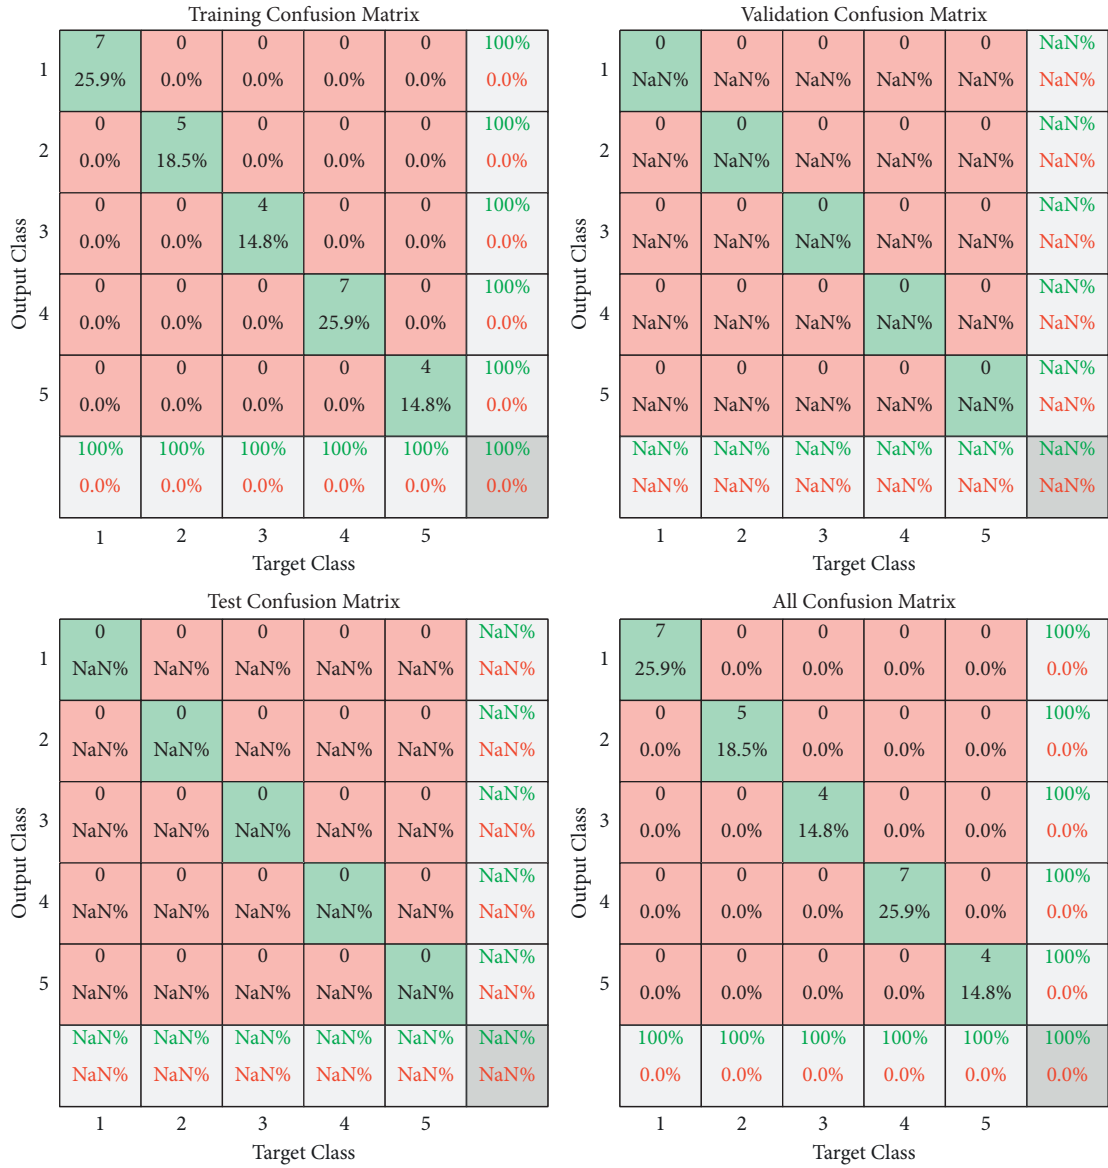 Training Confusion Matrix
7 0 0 0 0 100%
1
25.9% 0.0% 0.0% 0.0% 0.0% 0.0%
0 5 0 0 0 100%
2
0.0% 18.5% 0.0% 0.0% 0.0% 0.0%
0 0 4 0 0 100%
3
0.0% 0.0% 14.8% 0.0% 0.0% 0.0%
0 0 0 7 0 100%
4
0.0% 0.0% 0.0% 25.9% 0.0% 0.0%
0 0 0 0 4 100%
5
0.0% 0.0% 0.0% 0.0% 14.8% 0.0%
100% 100% 100% 100% 100% 100%
0.0% 0.0% 0.0% 0.0% 0.0% 0.0%
1 2 3 4 5
Target Class
Output Class
Validation Confusion Matrix
0 0 0 0 0 NaN%
1
NaN% NaN% NaN% NaN% NaN% NaN%
0 0 0 0 0 NaN%
2
NaN% NaN% NaN% NaN% NaN% NaN%
0 0 0 0 0 NaN%
3
NaN% NaN% NaN% NaN% NaN% NaN%
0 0 0 0 0 NaN%
4
NaN% NaN% NaN% NaN% NaN% NaN%
0 0 0 0 0 NaN%
5
NaN% NaN% NaN% NaN% NaN% NaN%
NaN% NaN% NaN% NaN% NaN% NaN%
NaN% NaN% NaN% NaN% NaN% NaN%
1 2 3 4 5
Target Class
Output Class
Test Confusion Matrix
0 0 0 0 0 NaN%
1
NaN% NaN% NaN% NaN% NaN% NaN%
0 0 0 0 0 NaN%
2
NaN% NaN% NaN% NaN% NaN% NaN%
0 0 0 0 0 NaN%
3
NaN% NaN% NaN% NaN% NaN% NaN%
0 0 0 0 0 NaN%
4
NaN% NaN% NaN% NaN% NaN% NaN%
0 0 0 0 0 NaN%
5
NaN% NaN% NaN% NaN% NaN% NaN%
NaN% NaN% NaN% NaN% NaN% NaN%
NaN% NaN% NaN% NaN% NaN% NaN%
1 2 3 4 5
Target Class
Output Class
All Confusion Matrix
7 0 0 0 0 100%
1
25.9% 0.0% 0.0% 0.0% 0.0% 0.0%
0 5 0 0 0 100%
2
0.0% 18.5% 0.0% 0.0% 0.0% 0.0%
0 0 4 0 0 100%
3
0.0% 0.0% 14.8% 0.0% 0.0% 0.0%
0 0 0 7 0 100%
4
0.0% 0.0% 0.0% 25.9% 0.0% 0.0%
0 0 0 0 4 100%
5
0.0% 0.0% 0.0% 0.0% 14.8% 0.0%
100% 100% 100% 100% 100% 100%
0.0% 0.0% 0.0% 0.0% 0.0% 0.0%
1 2 3 4 5
Target Class
Output Class